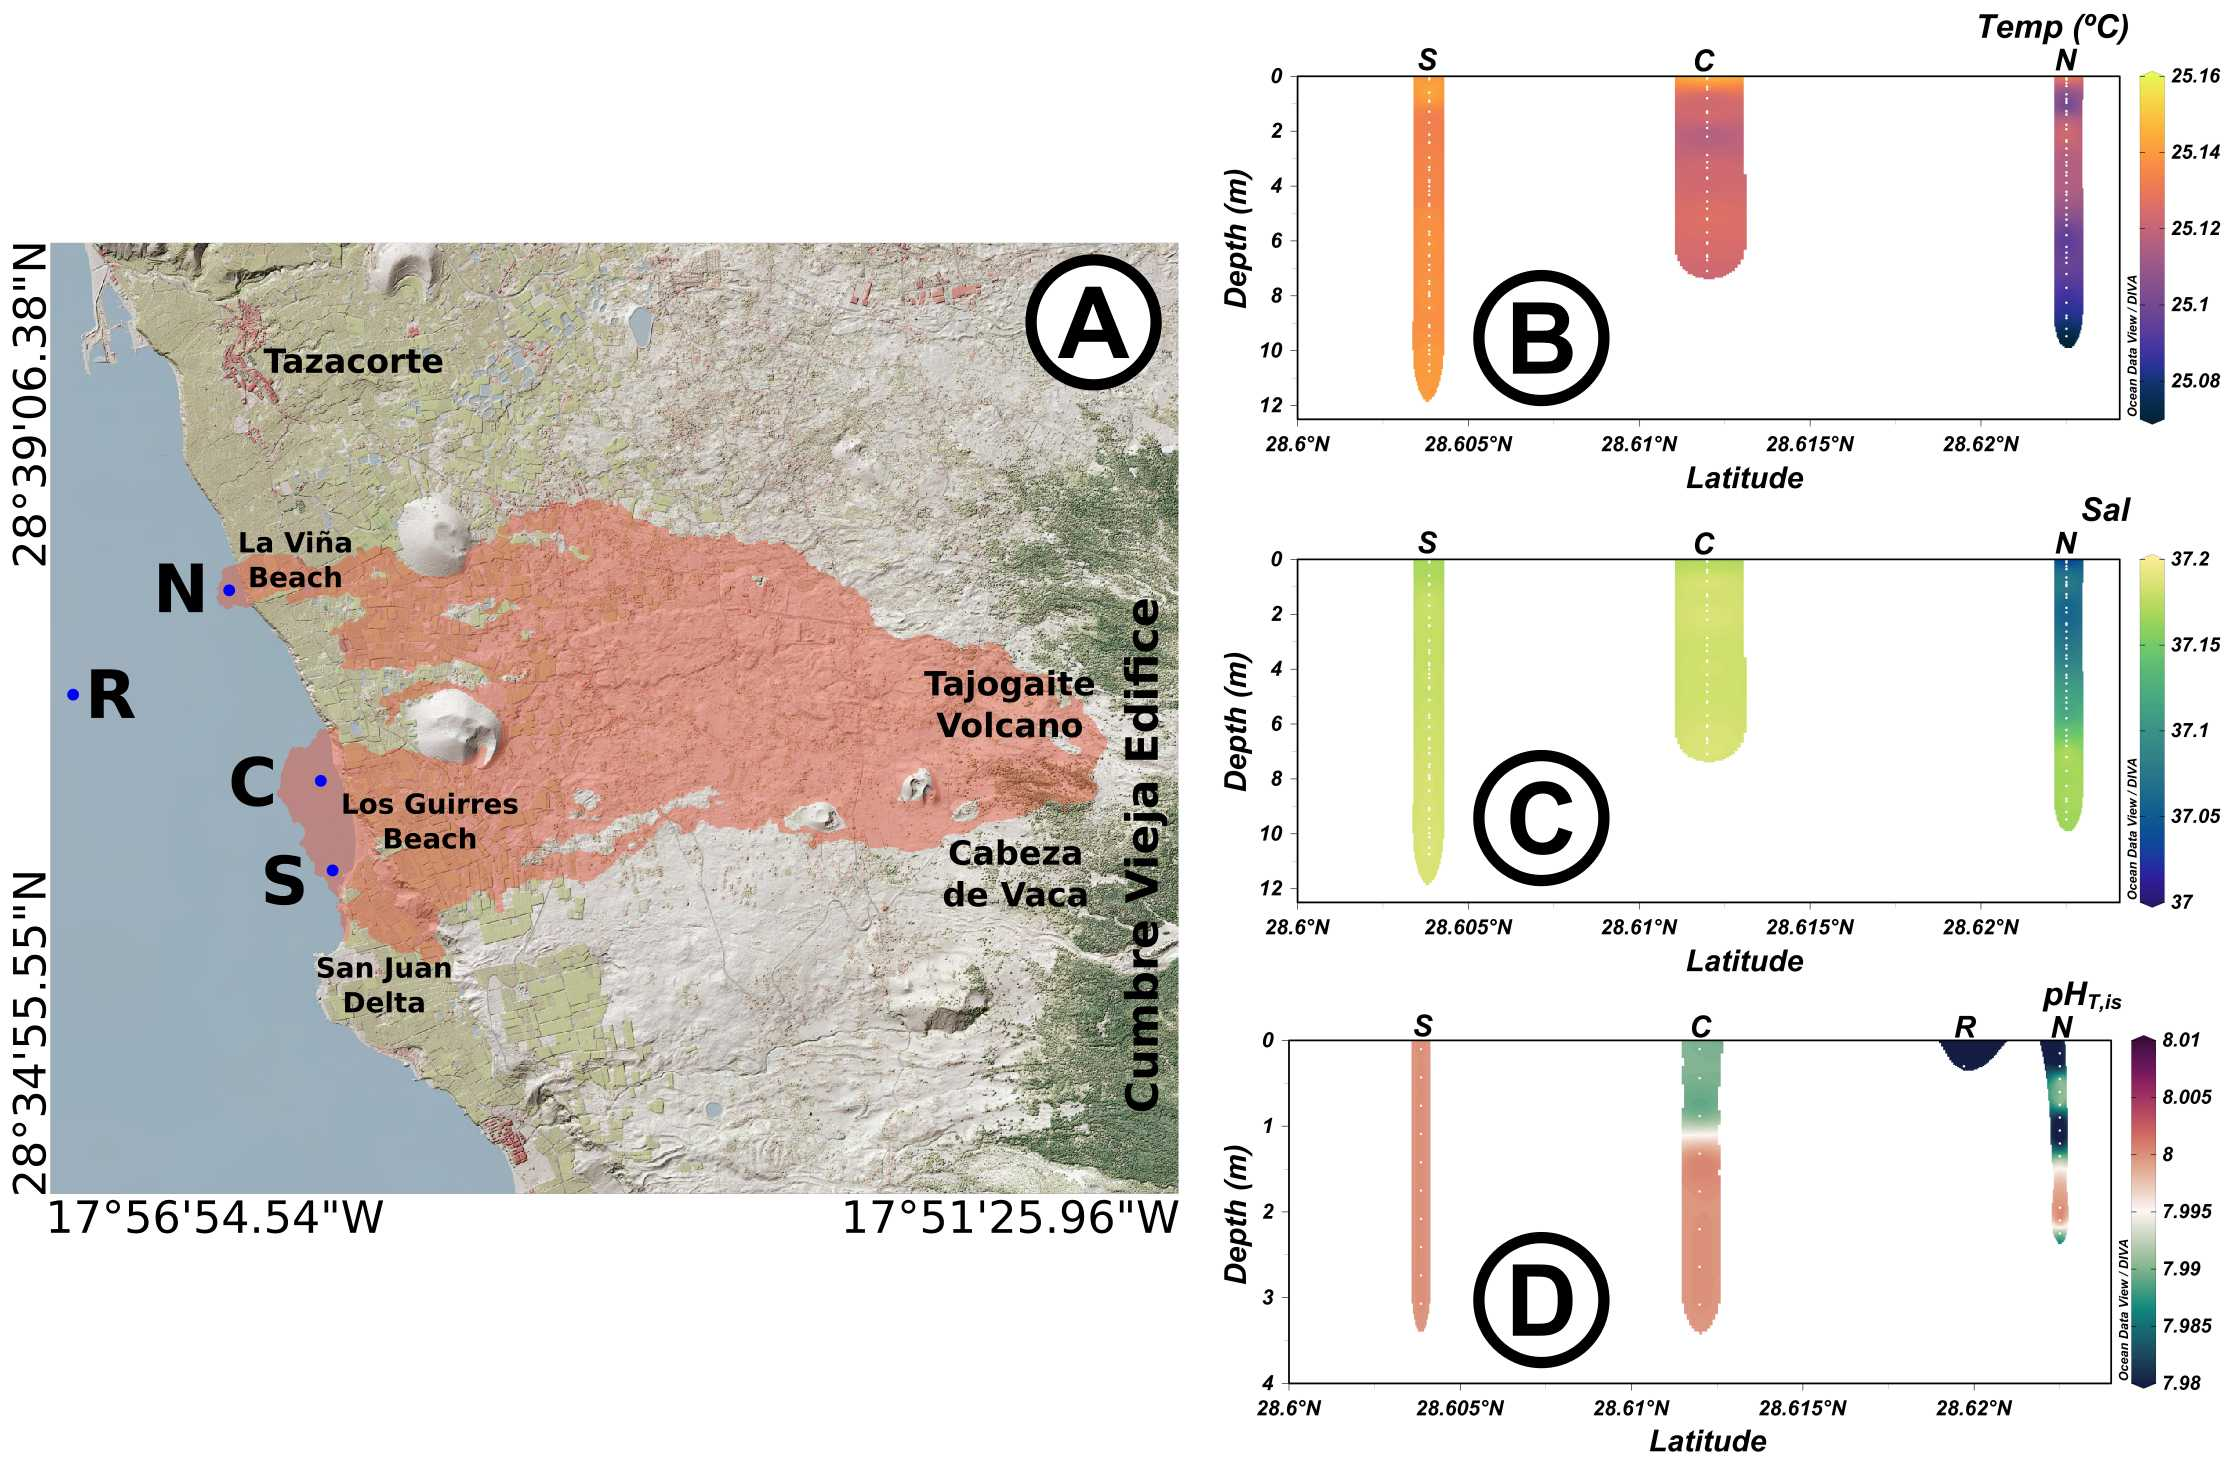 A
Tazacorte
La Viña
Beach
N
R
C
S
Los Guirres
Beach
San Juan
Delta
Tajogaite
Volcano
Cabeza
de Vaca
Cumbre Vieja Edifice
28°39'06.38"N
28°34'55.55"N
17°56'54.54"W
17°51'25.96"W
Temp (ºC)
S C N
0
2
4
6
8
10
12
Depth (m)
28.6°N 28.605°N 28.61°N 28.615°N 28.62°N
Latitude
B
25.16
25.14
25.12
25.1
25.08
Ocean Data View / DIVA
Sal
S C N
0
2
4
6
8
10
12
Depth (m)
28.6°N 28.605°N 28.61°N 28.615°N 28.62°N
Latitude
C
37.2
37.15
37.1
37.05
37
Ocean Data View / DIVA
pHT,is
S C R N
0
1
2
3
4
Depth (m)
28.6°N 28.605°N 28.61°N 28.615°N 28.62°N
Latitude
D
8.01
8.005
8
7.995
7.99
7.985
7.98
Ocean Data View / DIVA